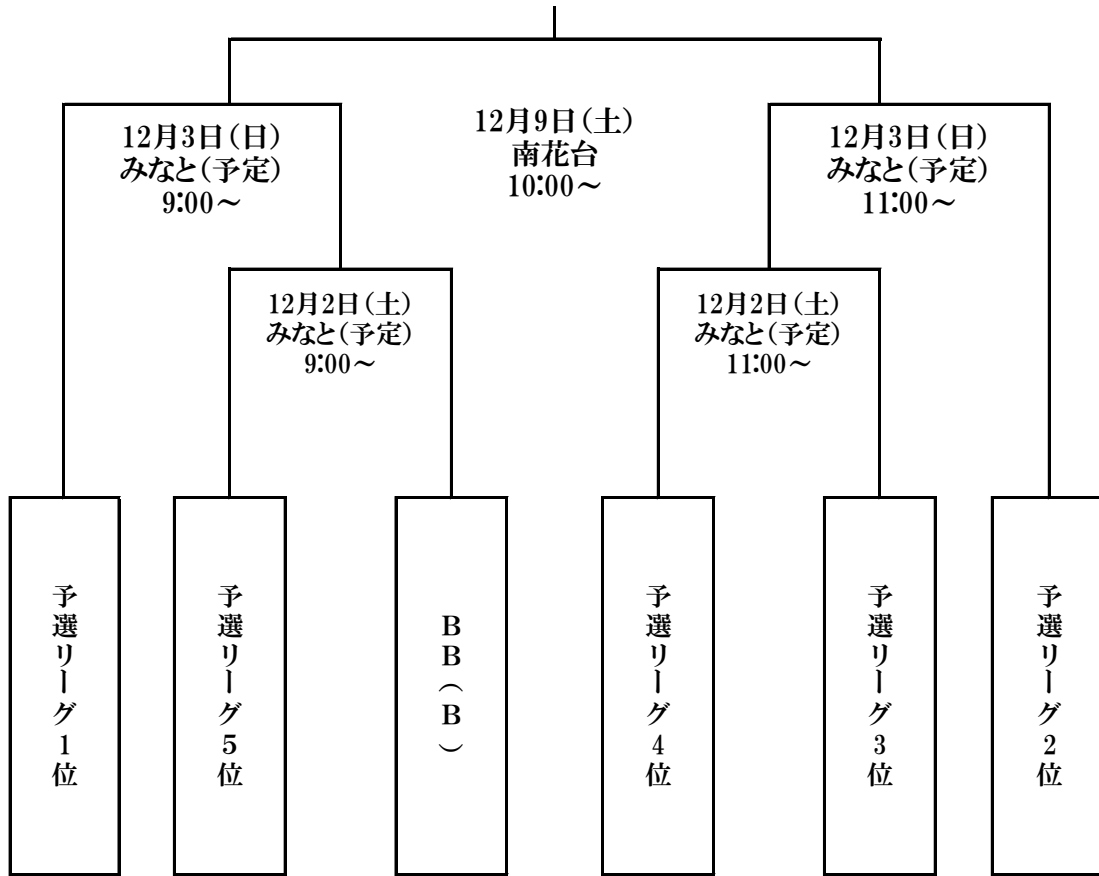 12月3日(日)
みなと(予定)
9:00～
12月9日(土)
南花台
10:00～
12月3日(日)
みなと(予定)
11:00～
12月2日(土)
みなと(予定)
9:00～
12月2日(土)
みなと(予定)
11:00～
予選リーグ1位
予選リーグ5位
BB(B)
予選リーグ4位
予選リーグ3位
予選リーグ2位